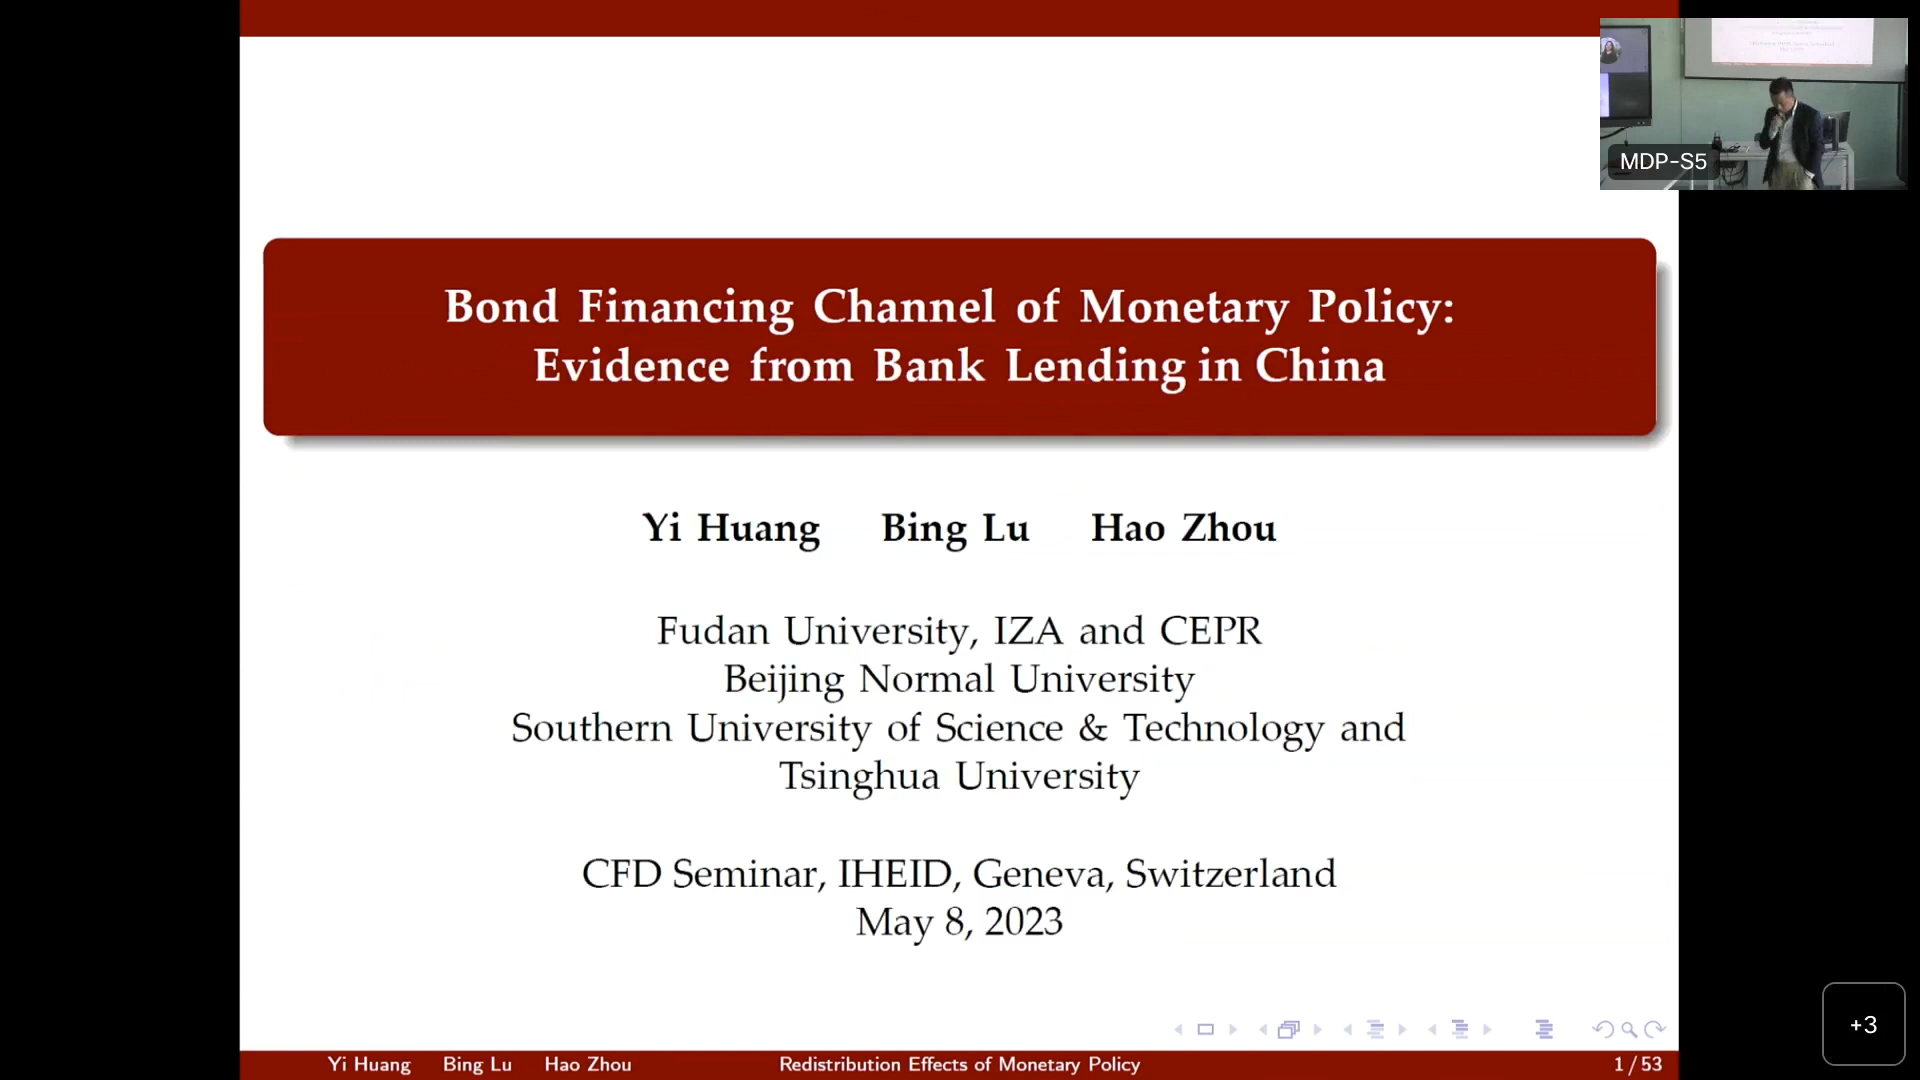 Bond Financing Channel of Monetary Policy:
Evidence from Bank Lending in China
Yi Huang Bing Lu Hao Zhou
Fudan University, IZA and CEPR
Beijing Normal University
Southern University of Science & Technology and
Tsinghua University
CFD Seminar, IHEID, Geneva, Switzerland
May 8, 2023
Yi Huang Bing Lu Hao Zhou Redistribution Effects of Monetary Policy 1 / 53
MDP-S5
+3